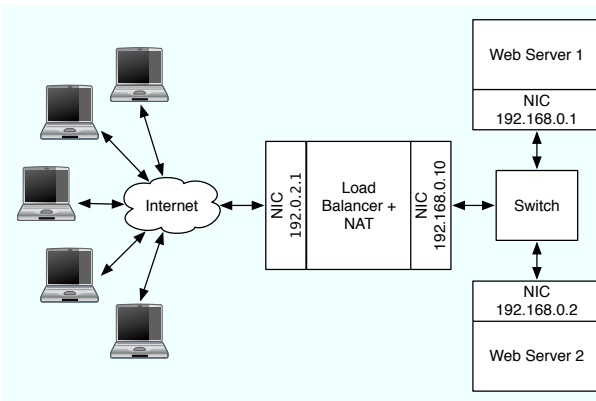 Web Server 1
NIC
192.168.0.1
Internet
NIC
192.0.2.1
Load
Balancer +
NAT
NIC
192.168.0.10
Switch
NIC
192.168.0.2
Web Server 2